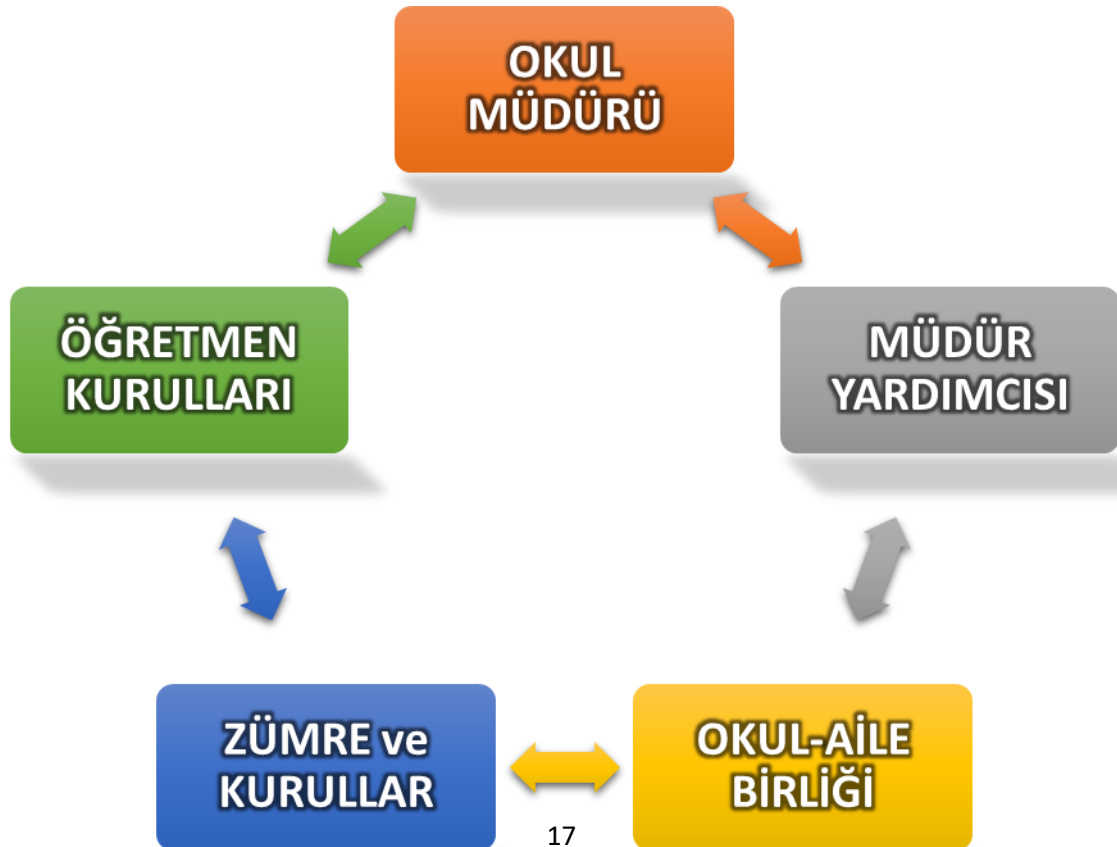 OKUL
MÜDÜRÜ
ÖĞRETMEN
KURULLARI
MÜDÜR
YARDIMCISI
ZÜMRE ve
KURULLAR
OKUL-AİLE
BİRLİĞİ
17